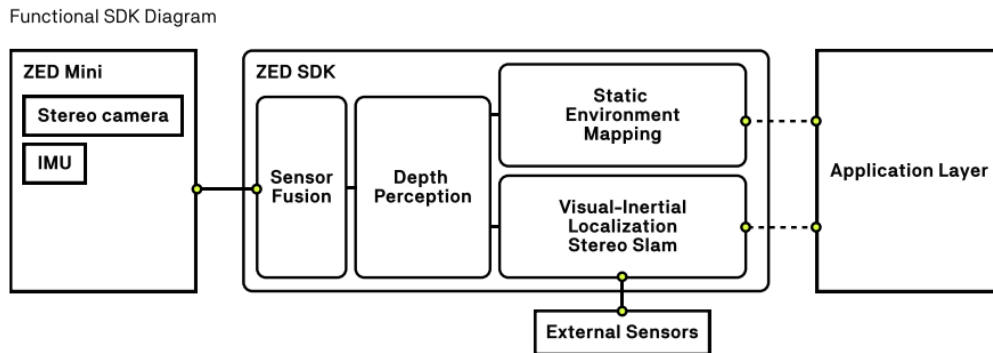 Functional SDK Diagram
ZED Mini
Stereo camera
IMU
ZED SDK
Sensor
Fusion
Depth
Perception
Static
Environment
Mapping
Visual-Inertial
Localization
Stereo Slam
External Sensors
Application Layer